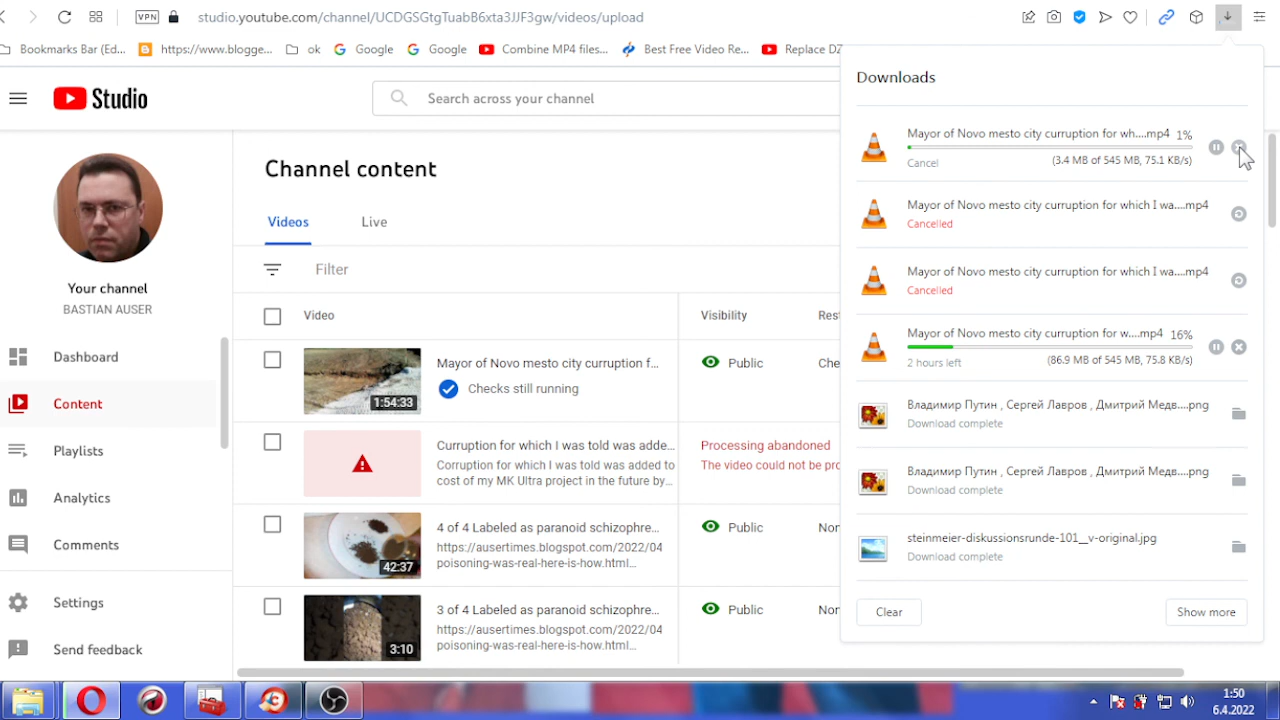 VPN
studio.youtube.com/channel/UCDGSGtgTuabB6xta3JJF3gw/videos/upload
Bookmarks Bar (Ed...
https://www.blogge...
ok
Google
Google
Combine MP4 files...
Best Free Video Re...
Replace DZ
Studio
Search across your channel
Your channel
BASTIAN AUSER
Dashboard
Content
Playlists
Analytics
Comments
Settings
Send feedback
Channel content
Videos
Live
Filter
Video
Visibility
Res
Mayor of Novo mesto city curruption f...
Checks still running
1:54:33
Public
Che
Curruption for which I was told was adde...
Corruption for which I was told was added to
cost of my MK Ultra project in the future by...
Processing abandoned
The video could not be pro
4 of 4 Labeled as paranoid schizophre...
https://ausertimes.blogspot.com/2022/04
poisoning-was-real-here-is-how.html...
42:37
Public
Nor
3 of 4 Labeled as paranoid schizophre...
https://ausertimes.blogspot.com/2022/04
poisoning-was-real-here-is-how.html...
3:10
Public
Nor
Downloads
Mayor of Novo mesto city curruption for wh....mp4 1%
Cancel
(3.4 MB of 545 MB, 75.1 KB/s)
Mayor of Novo mesto city curruption for which I wa....mp4
Cancelled
Mayor of Novo mesto city curruption for which I wa....mp4
Cancelled
Mayor of Novo mesto city curruption for w....mp4 16%
2 hours left
(86.9 MB of 545 MB, 75.8 KB/s)
Владимир Путин , Сергей Лавров , Дмитрий Медв....png
Download complete
Владимир Путин , Сергей Лавров , Дмитрий Медв....png
Download complete
steinmeier-diskussionsrunde-101__v-original.jpg
Download complete
Clear
Show more
1:50
6.4.2022